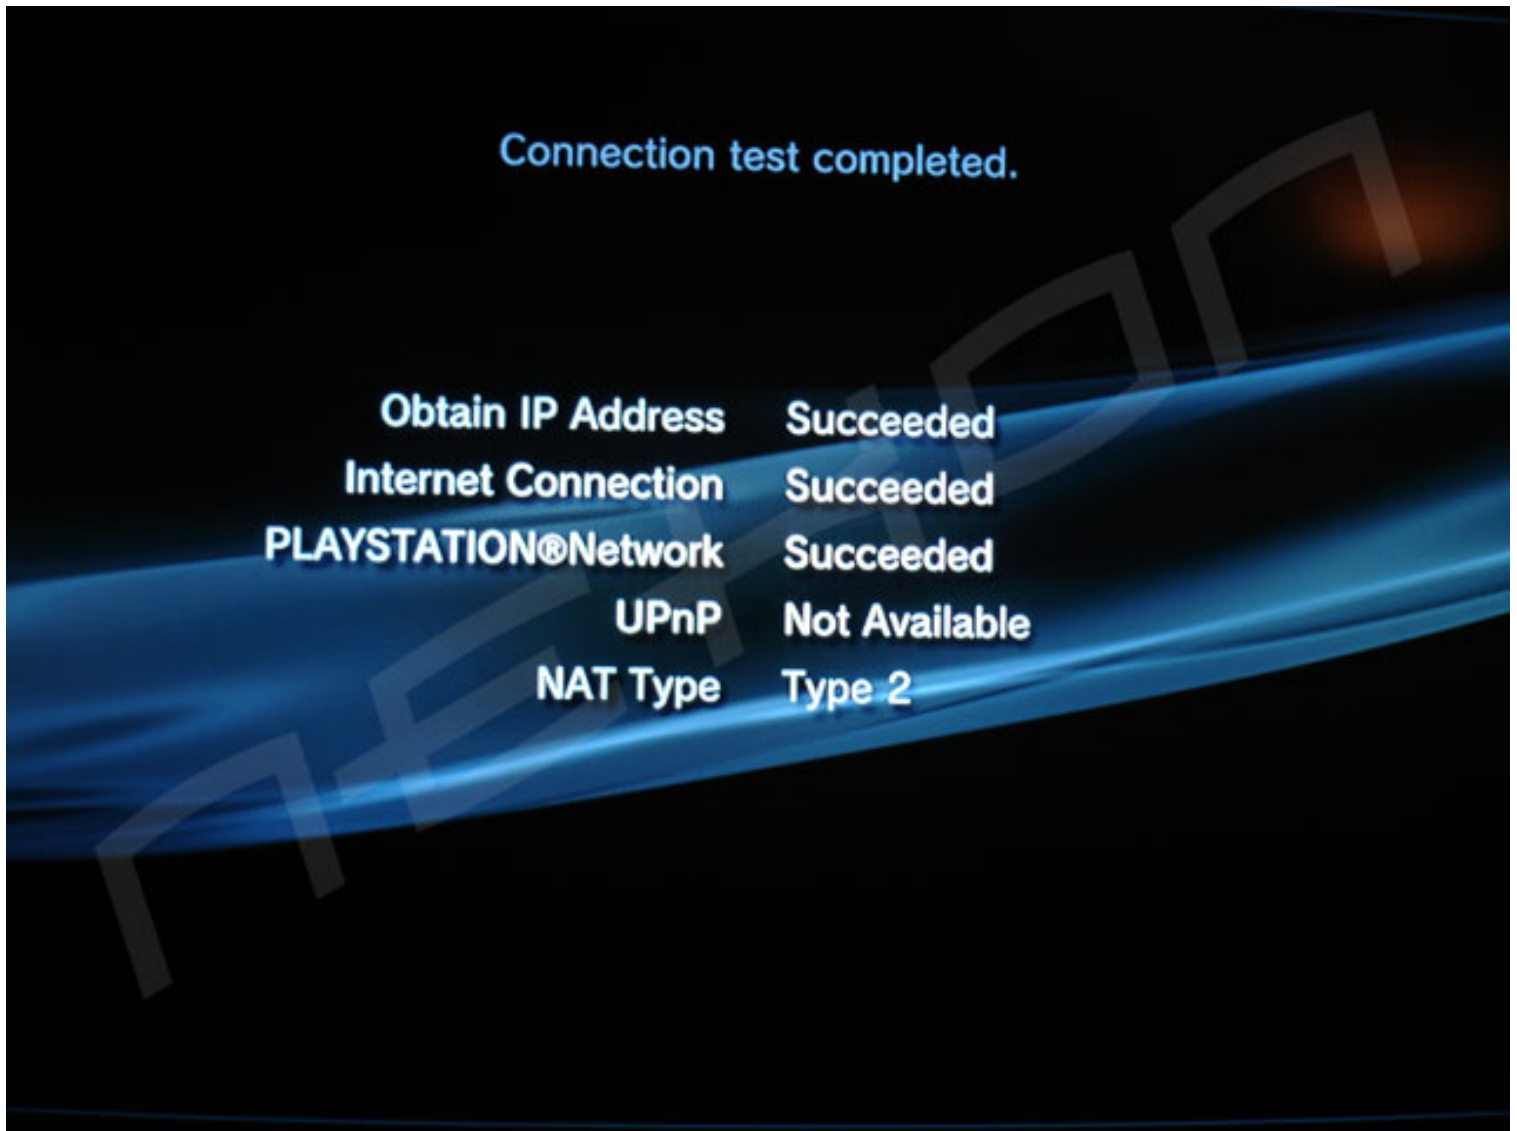 Connection test completed.
Obtain IP Address Succeeded
Internet Connection Succeeded
PLAYSTATION®Network Succeeded
UPnP Not Available
NAT Type Type 2